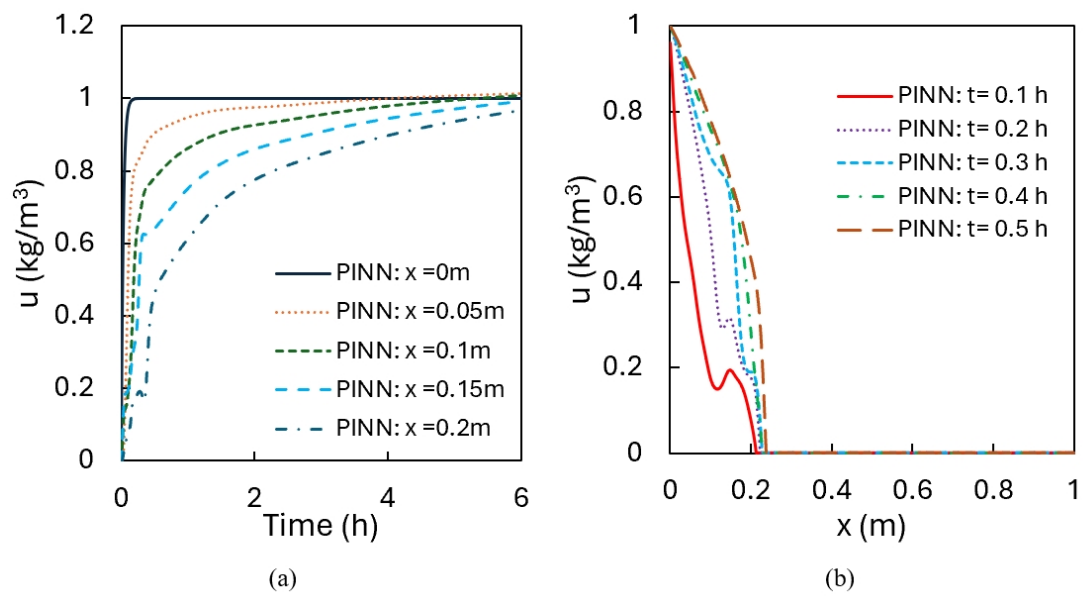 1.2
1
0.8
0.6
0.4
0.2
0
u (kg/m³)
PINN: x =0m
PINN: x =0.05m
PINN: x =0.1m
PINN: x =0.15m
PINN: x =0.2m
0 2 4 6
Time (h)
(a)
1
0.8
0.6
0.4
0.2
0
u (kg/m³)
PINN: t= 0.1 h
PINN: t= 0.2 h
PINN: t= 0.3 h
PINN: t= 0.4 h
PINN: t= 0.5 h
0 0.2 0.4 0.6 0.8 1
x (m)
(b)